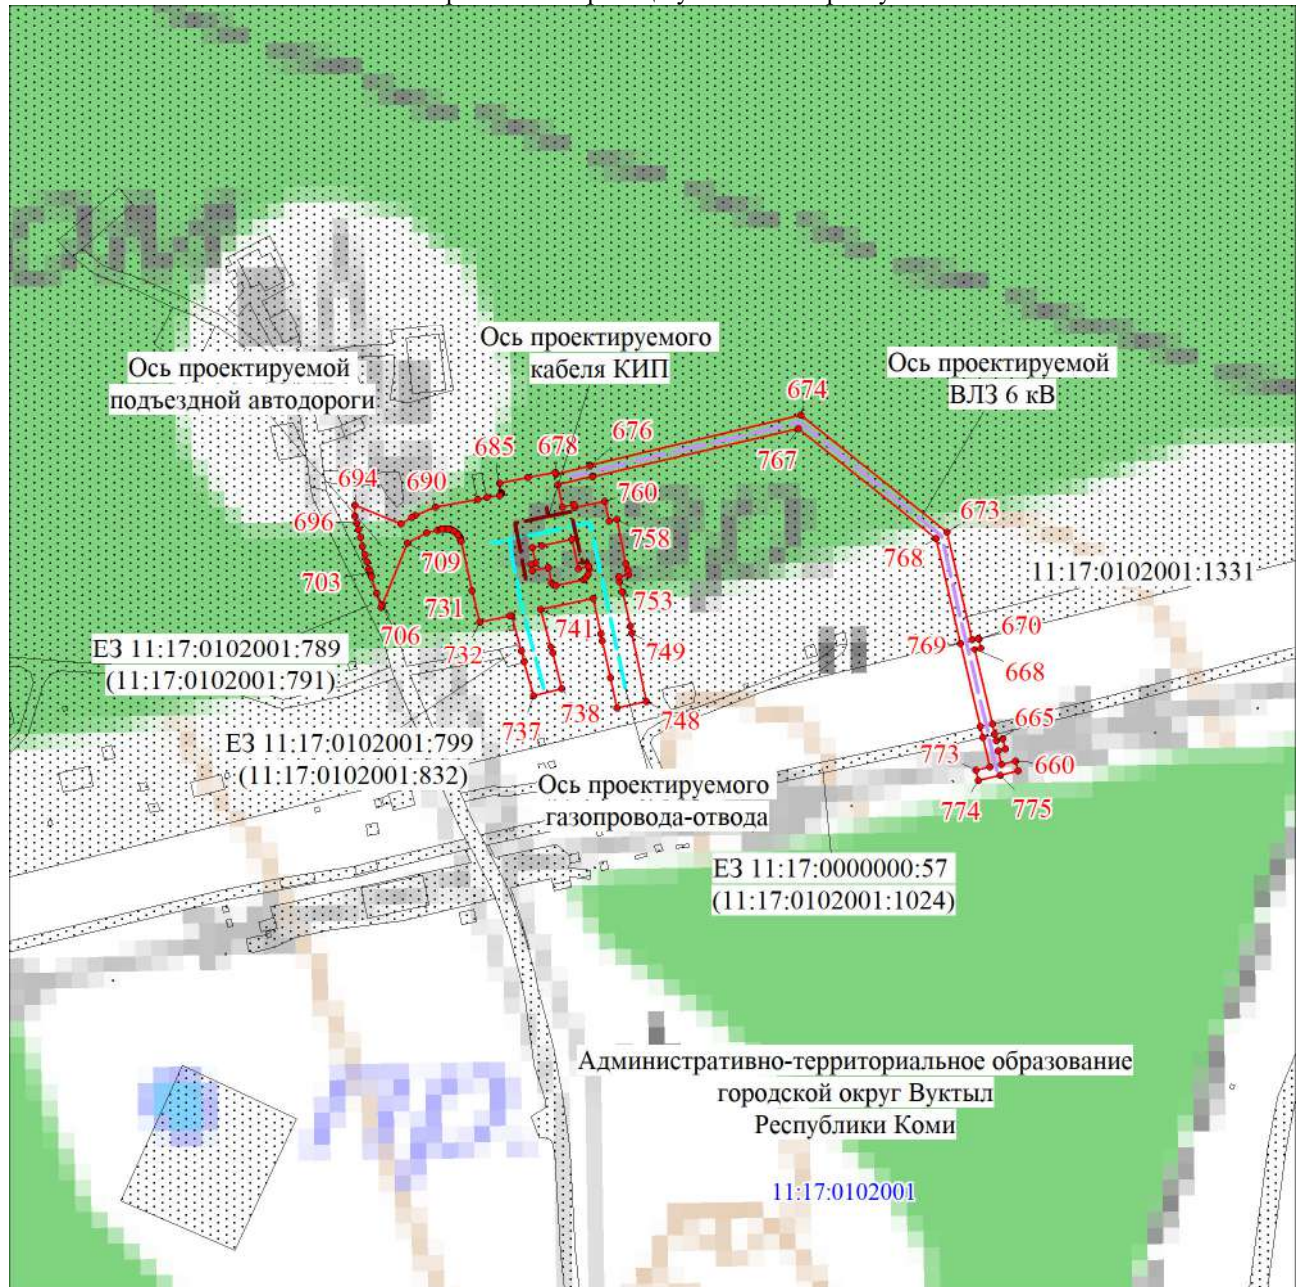 Ось проектируемого
кабеля КИП
Ось проектируемой
подъездной автодороги
Ось проектируемой
ВЛЗ 6 кВ
674
676
678
685
767
694
690
760
696
673
758
768
709
703
11:17:0102001:1331
731
753
706
741
670
732
769
749
668
ЕЗ 11:17:0102001:789
(11:17:0102001:791)
737
738
748
665
ЕЗ 11:17:0102001:799
(11:17:0102001:832)
773
660
774
775
Ось проектируемого
газопровода-отвода
ЕЗ 11:17:0000000:57
(11:17:0102001:1024)
Административно-территориальное образование
городской округ Вуктыл
Республики Коми
11:17:0102001